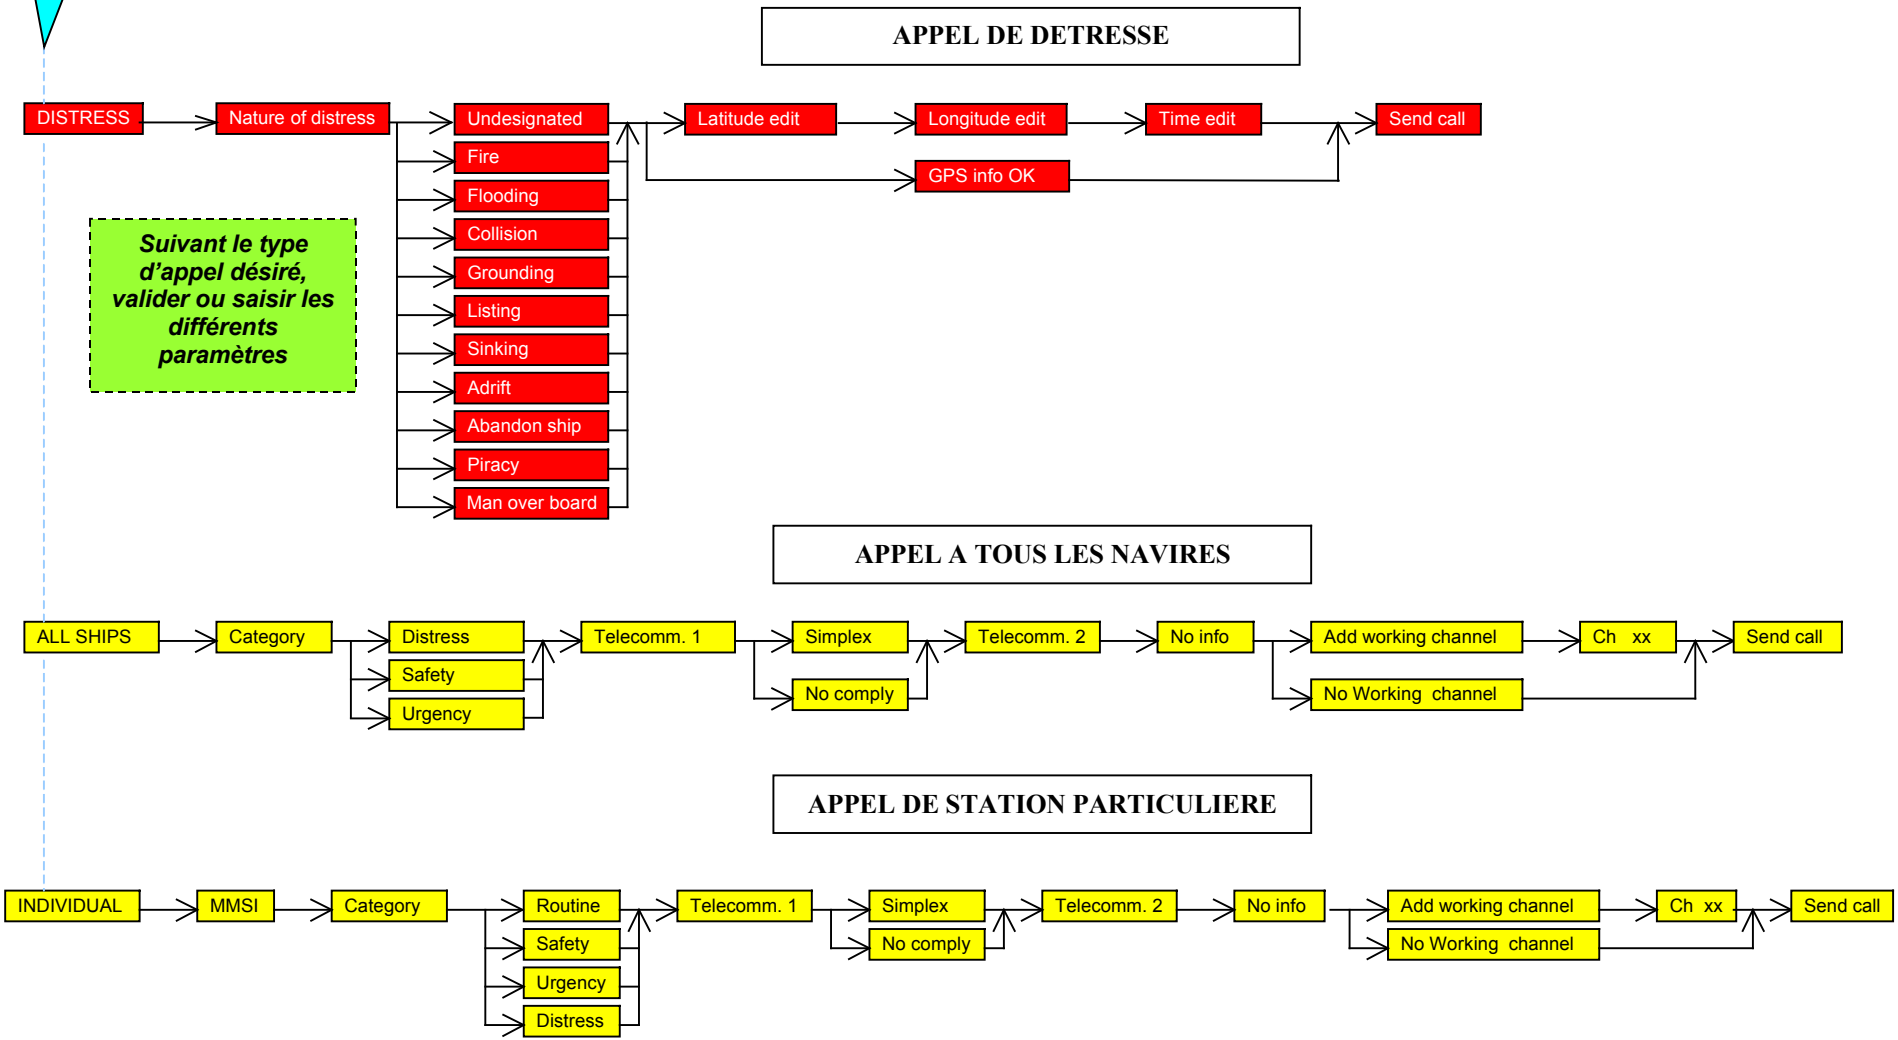 APPEL DE DETRESSE
DISTRESS
Nature of distress
Undesignated
Latitude edit
Longitude edit
Time edit
Send call
Fire
GPS info OK
Flooding
Collision
Grounding
Listing
Sinking
Adrift
Abandon ship
Piracy
Man over board
Suivant le type
d’appel désiré,
valider ou saisir les
différents
paramètres
APPEL A TOUS LES NAVIRES
ALL SHIPS
Category
Distress
Telecomm. 1
Simplex
Telecomm. 2
No info
Add working channel
Ch xx
Send call
Safety
No comply
No Working channel
Urgency
APPEL DE STATION PARTICULIERE
INDIVIDUAL
MMSI
Category
Routine
Telecomm. 1
Simplex
Telecomm. 2
No info
Add working channel
Ch xx
Send call
Safety
No comply
No Working channel
Urgency
Distress